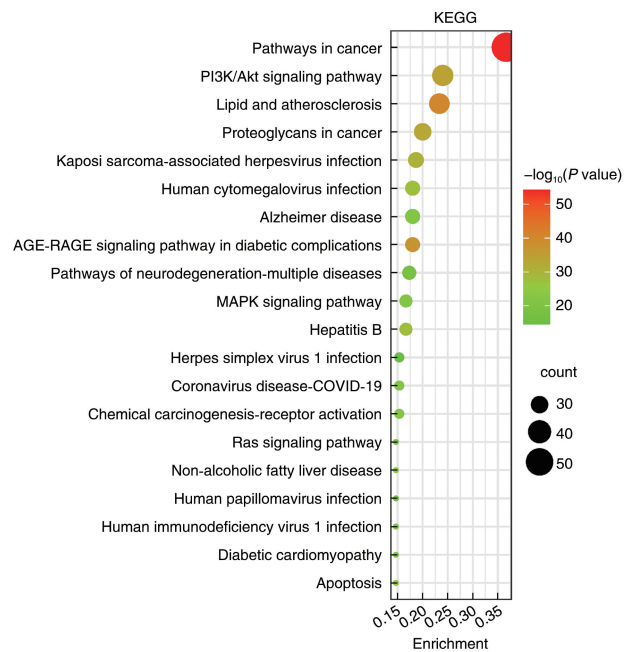 KEGG
Pathways in cancer
PI3K/Akt signaling pathway
Lipid and atherosclerosis
Proteoglycans in cancer
Kaposi sarcoma-associated herpesvirus infection
Human cytomegalovirus infection
Alzheimer disease
AGE-RAGE signaling pathway in diabetic complications
Pathways of neurodegeneration-multiple diseases
MAPK signaling pathway
Hepatitis B
Herpes simplex virus 1 infection
Coronavirus disease-COVID-19
Chemical carcinogenesis-receptor activation
Ras signaling pathway
Non-alcoholic fatty liver disease
Human papillomavirus infection
Human immunodeficiency virus 1 infection
Diabetic cardiomyopathy
Apoptosis
0.15 0.20 0.25 0.30 0.35
Enrichment
−log₁₀(P value)
50
40
30
20
count
30
40
50